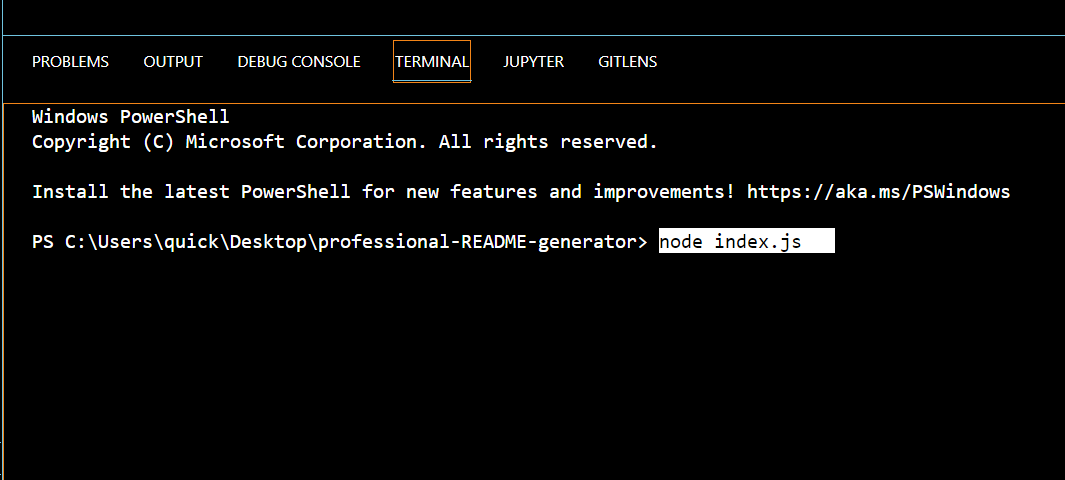 PROBLEMS OUTPUT DEBUG CONSOLE TERMINAL JUPYTER GITLENS
Windows PowerShell
Copyright (C) Microsoft Corporation. All rights reserved.
Install the latest PowerShell for new features and improvements! https://aka.ms/PSWindows
PS C:\Users\quick\Desktop\professional-README-generator> node index.js